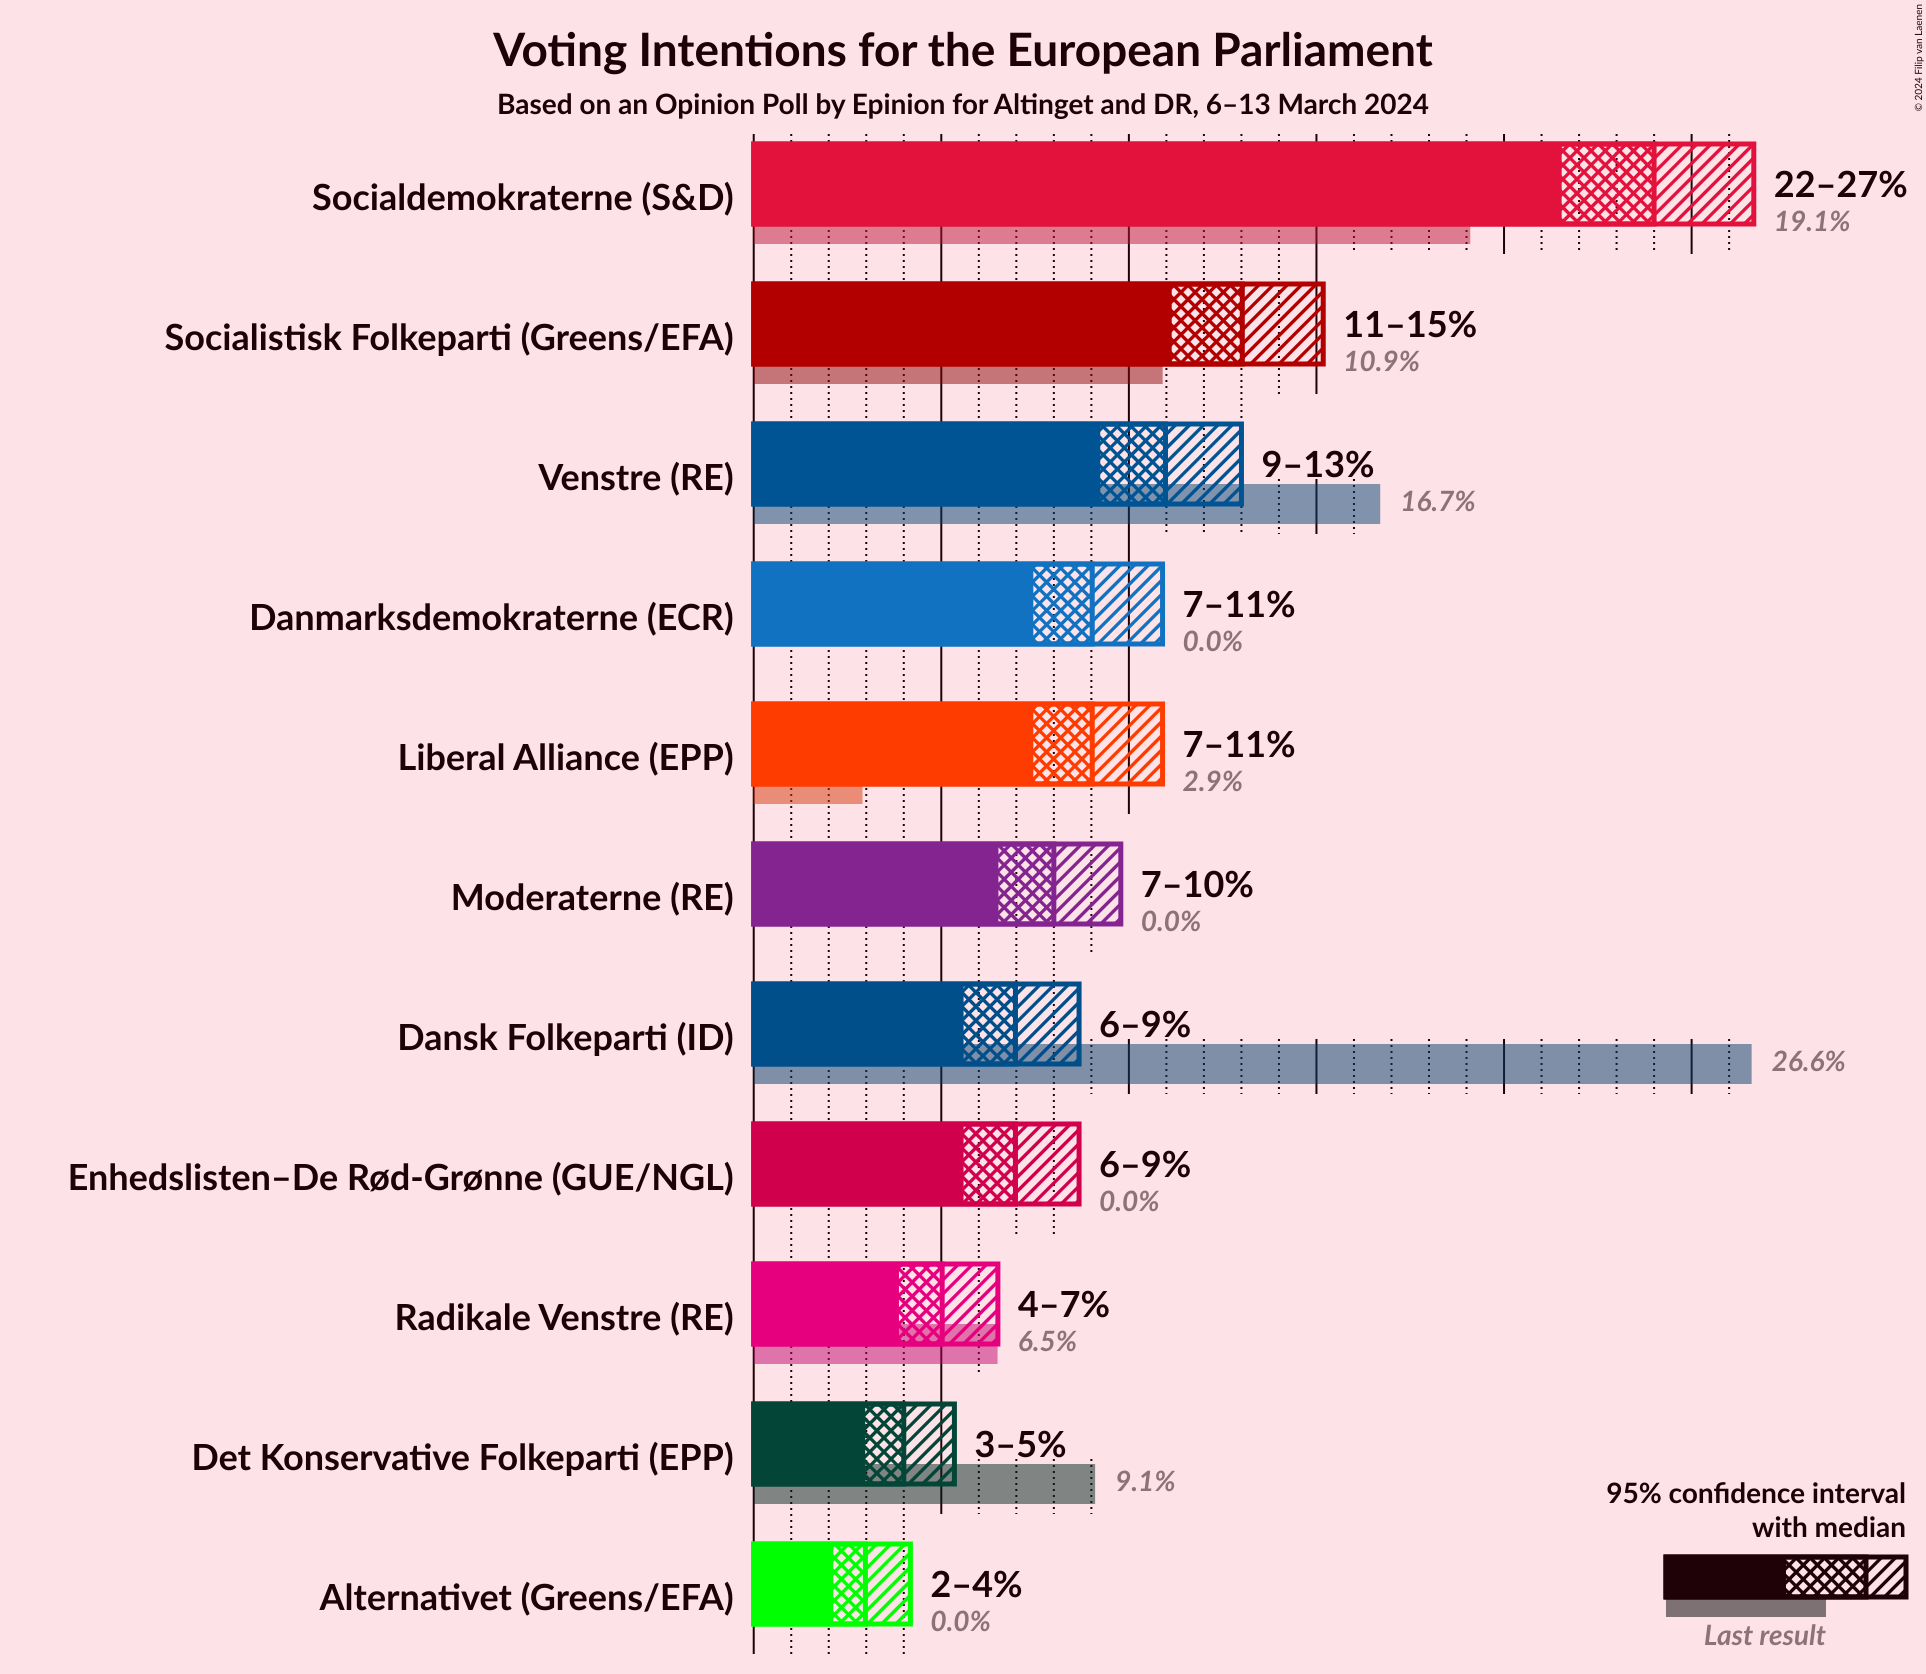 Voting Intentions for the European Parliament
Based on an Opinion Poll by Epinion for Altinget and DR, 6–13 March 2024
© 2024 Filip van Laenen
Socialdemokraterne (S&D)
22–27%
19.1%
Socialistisk Folkeparti (Greens/EFA)
11–15%
10.9%
Venstre (RE)
9–13%
16.7%
Danmarksdemokraterne (ECR)
7–11%
0.0%
Liberal Alliance (EPP)
7–11%
2.9%
Moderaterne (RE)
7–10%
0.0%
Dansk Folkeparti (ID)
6–9%
26.6%
Enhedslisten–De Rød-Grønne (GUE/NGL)
6–9%
0.0%
Radikale Venstre (RE)
4–7%
6.5%
Det Konservative Folkeparti (EPP)
3–5%
9.1%
Alternativet (Greens/EFA)
2–4%
0.0%
95% confidence interval
with median
Last result